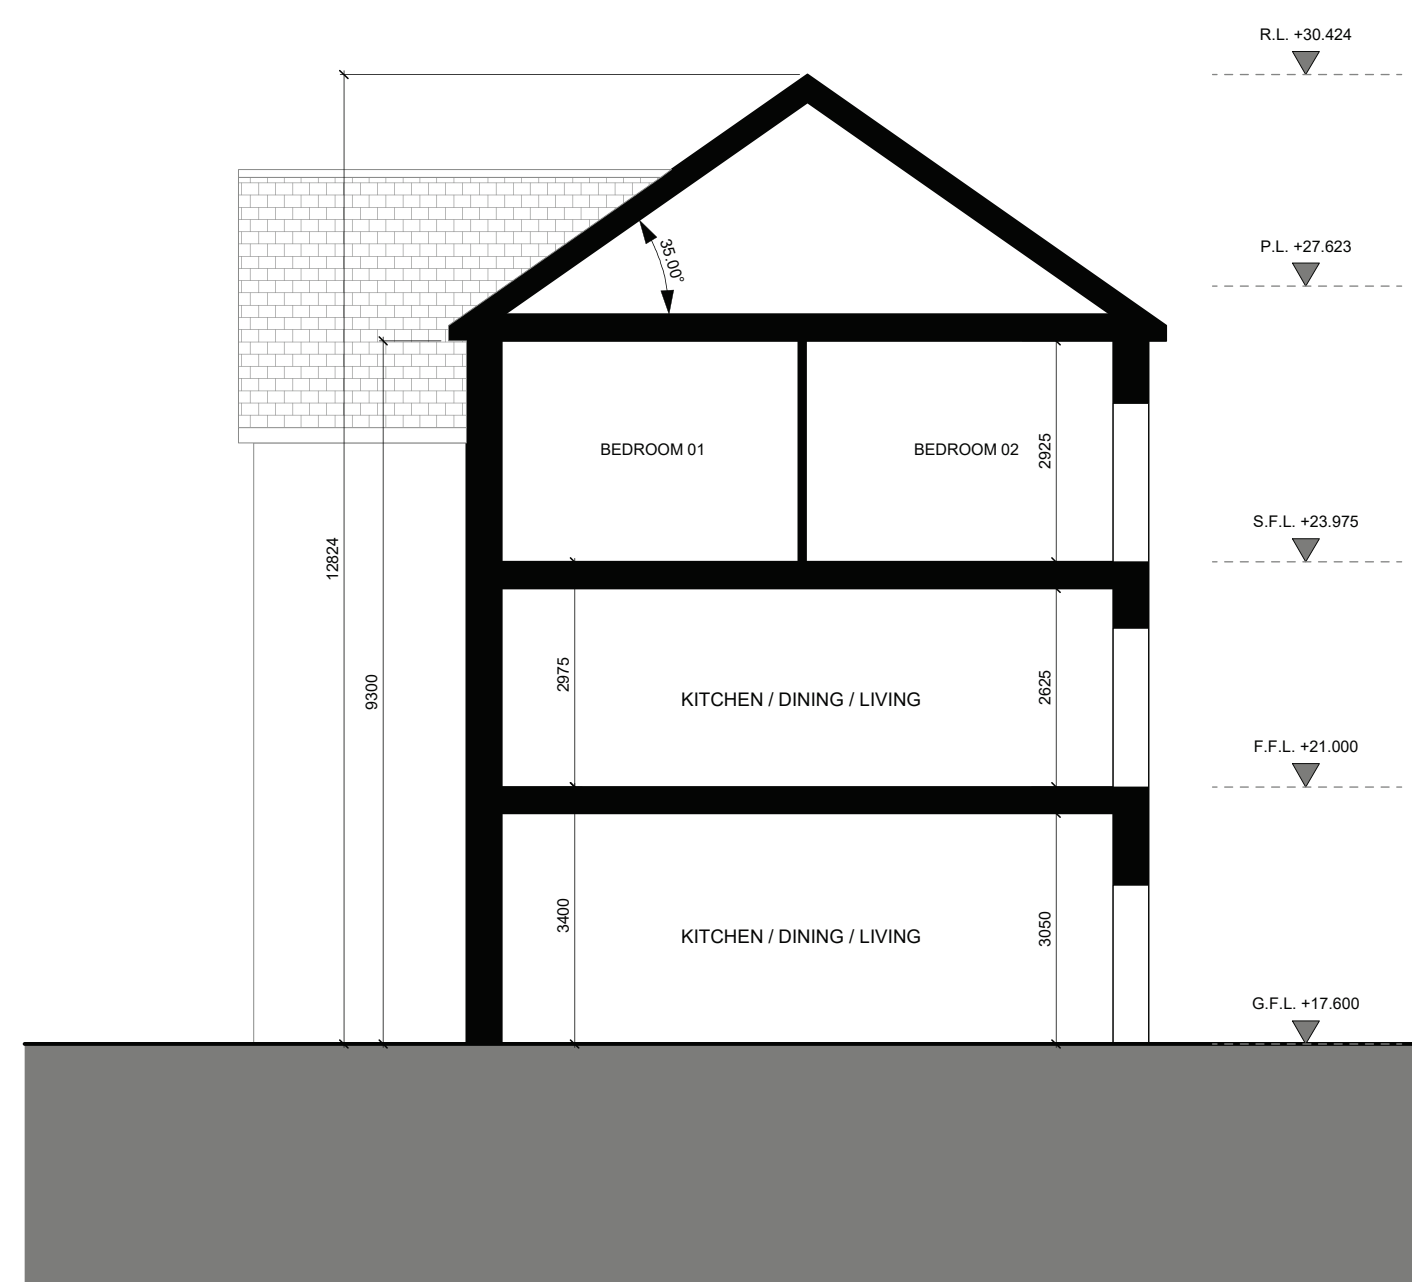 R.L. +30.424
P.L. +27.623
35.00°
BEDROOM 01
BEDROOM 02
2925
S.F.L. +23.975
12824
9300
2975
KITCHEN / DINING / LIVING
2625
F.F.L. +21.000
3400
KITCHEN / DINING / LIVING
3050
G.F.L. +17.600